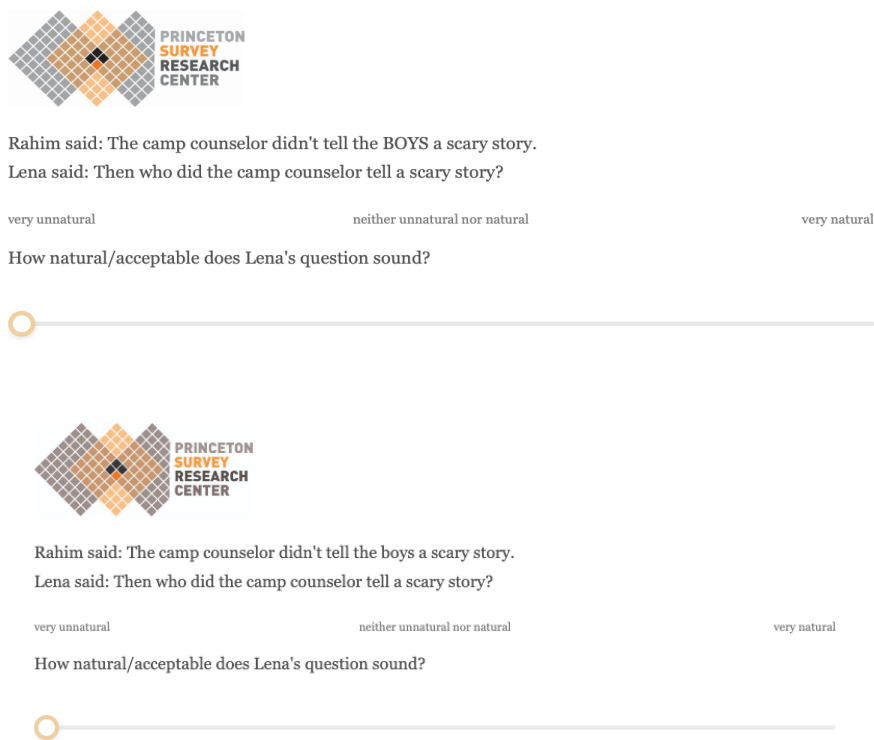 PRINCETON
SURVEY
RESEARCH
CENTER
Rahim said: The camp counselor didn't tell the BOYS a scary story.
Lena said: Then who did the camp counselor tell a scary story?
very unnatural neither unnatural nor natural very natural
How natural/acceptable does Lena's question sound?
PRINCETON
SURVEY
RESEARCH
CENTER
Rahim said: The camp counselor didn't tell the boys a scary story.
Lena said: Then who did the camp counselor tell a scary story?
very unnatural neither unnatural nor natural very natural
How natural/acceptable does Lena's question sound?